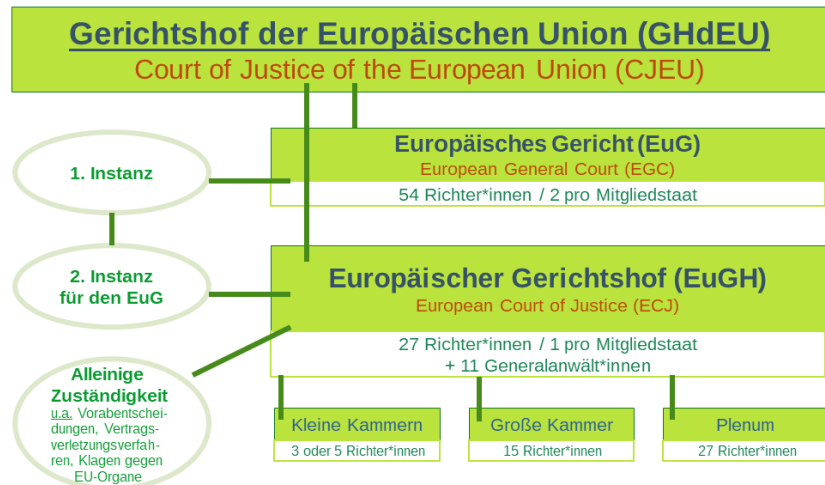 Gerichtshof der Europäischen Union (GHdEU)
Court of Justice of the European Union (CJEU)
1. Instanz
Europäisches Gericht (EuG)
European General Court (EGC)
54 Richter*innen / 2 pro Mitgliedstaat
2. Instanz
für den EuG
Europäischer Gerichtshof (EuGH)
European Court of Justice (ECJ)
27 Richter*innen / 1 pro Mitgliedstaat
+ 11 Generalanwält*innen
Alleinige
Zuständigkeit
u.a. Vorabentschei-
dungen, Vertrags-
verletzungsverfah-
ren, Klagen gegen
EU-Organe
Kleine Kammern
3 oder 5 Richter*innen
Große Kammer
15 Richter*innen
Plenum
27 Richter*innen